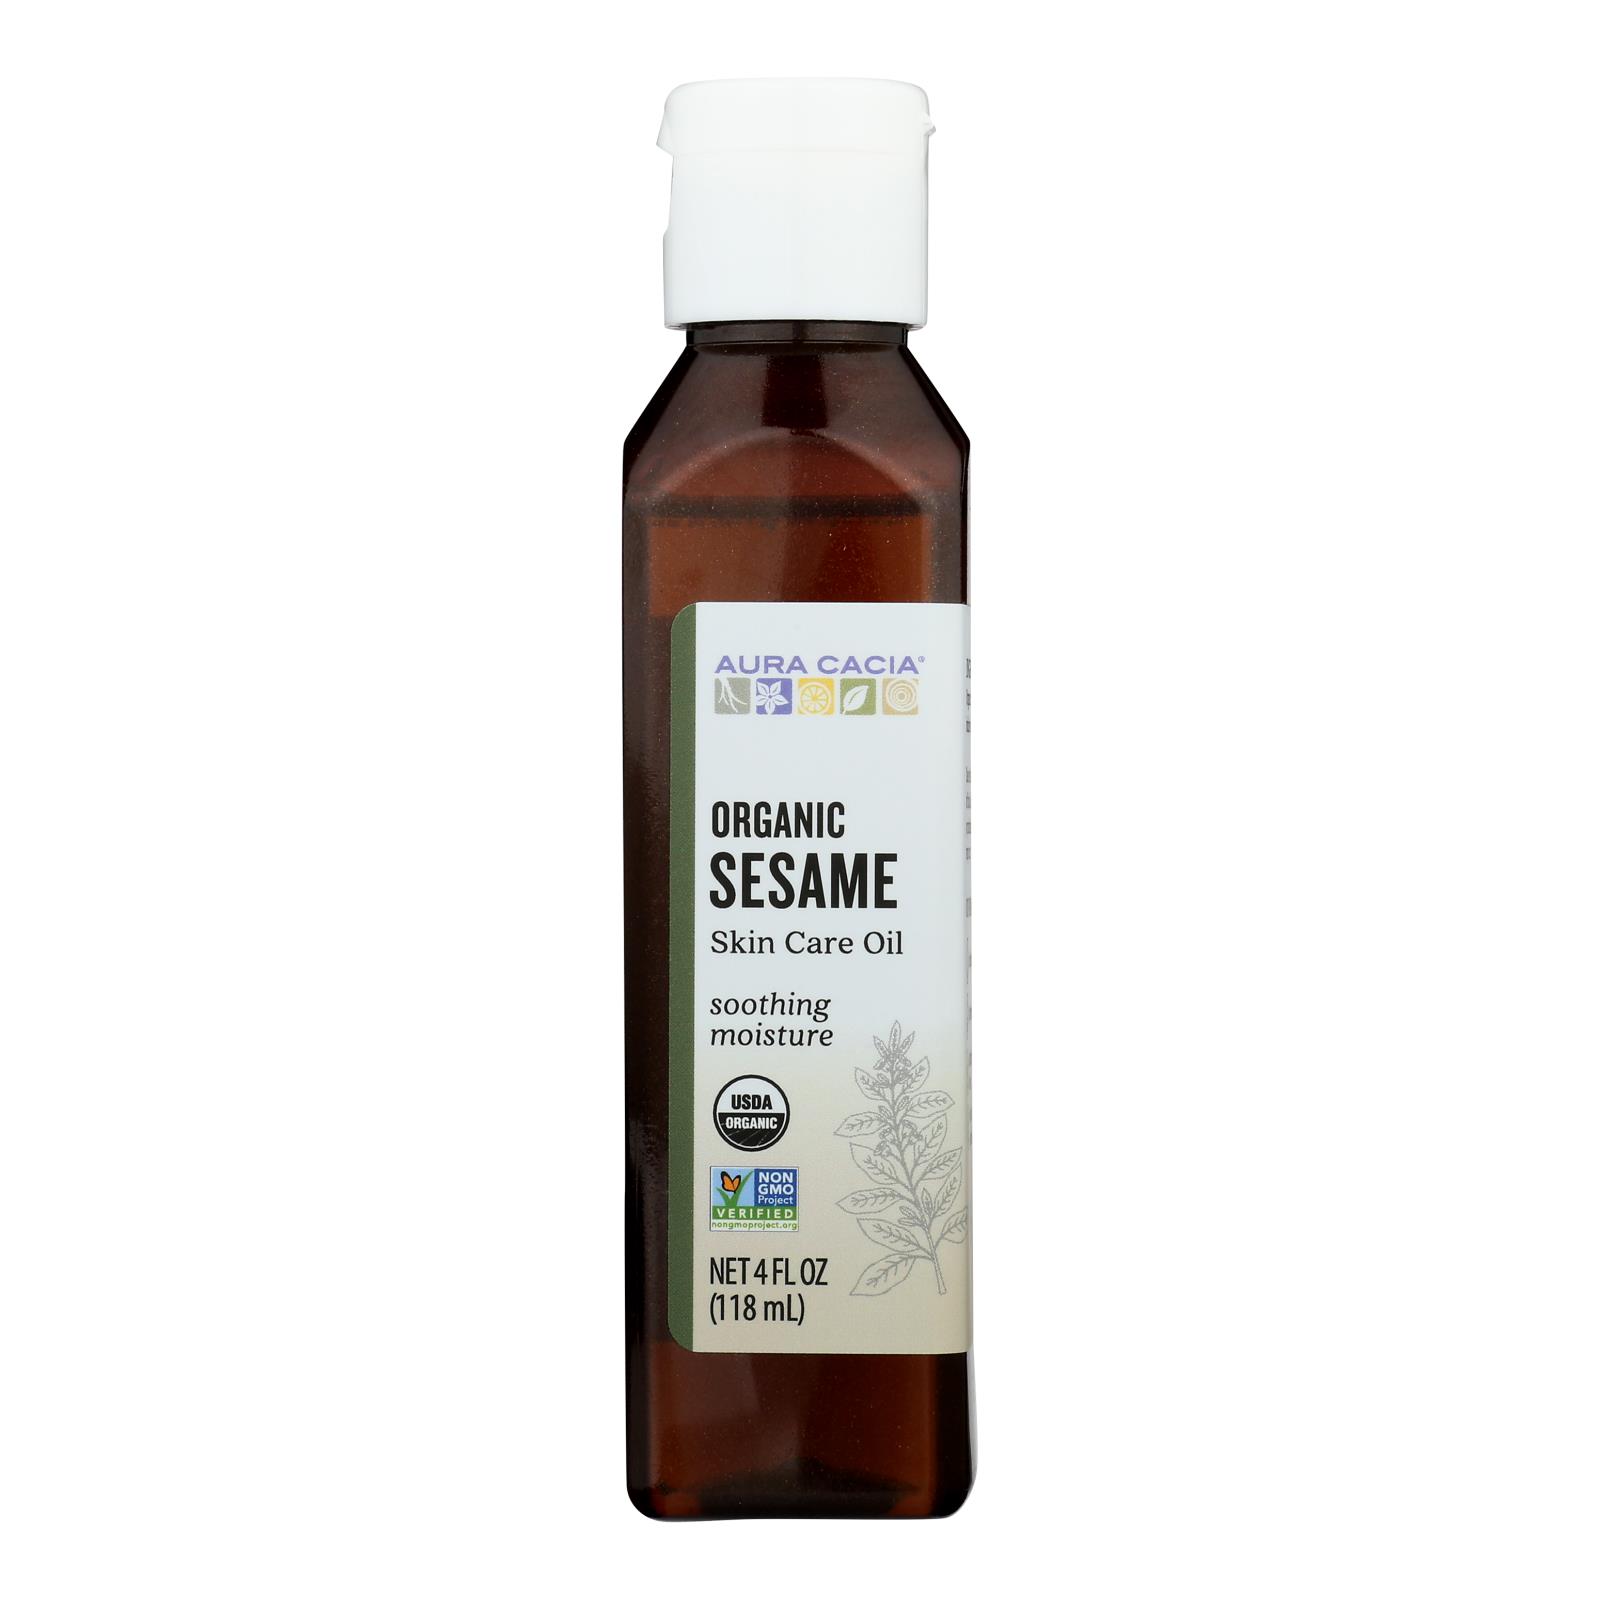 AURA CACIA®
ORGANIC
SESAME
Skin Care Oil
soothing
moisture
USDA
ORGANIC
NON
GMO
Project
VERIFIED
nongmoproject.org
NET 4 FL OZ
(118 mL)